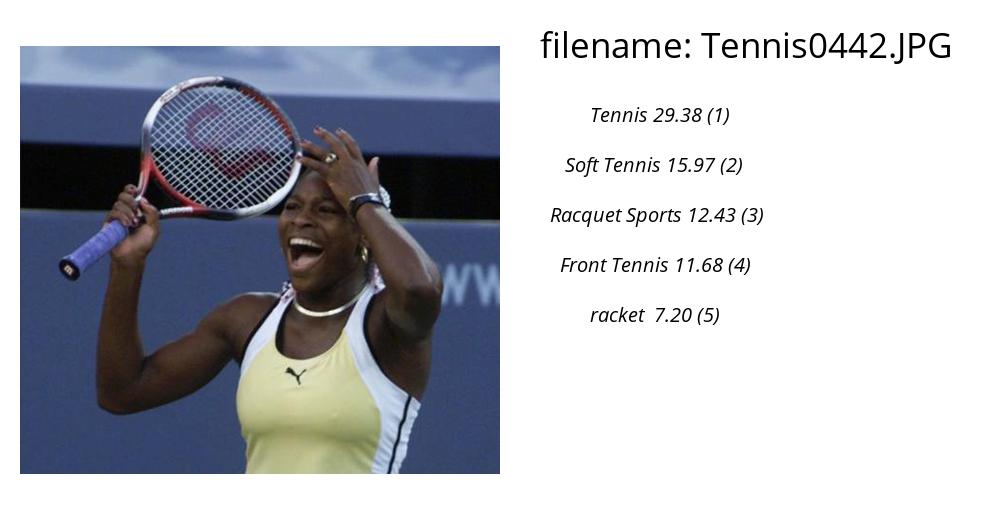 filename: Tennis0442.JPG
Tennis 29.38 (1)
Soft Tennis 15.97 (2)
Racquet Sports 12.43 (3)
Front Tennis 11.68 (4)
racket 7.20 (5)
ww